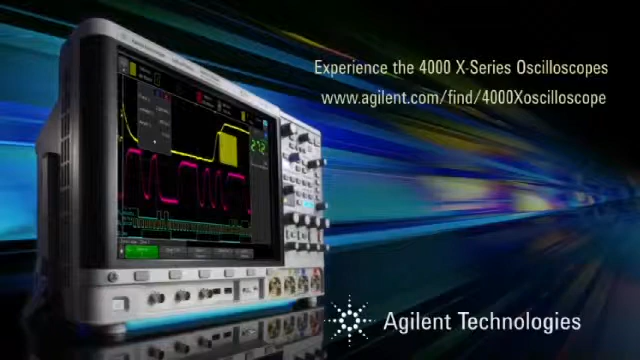 Experience the 4000 X-Series Oscilloscopes
www.agilent.com/find/4000Xoscilloscope
Agilent Technologies